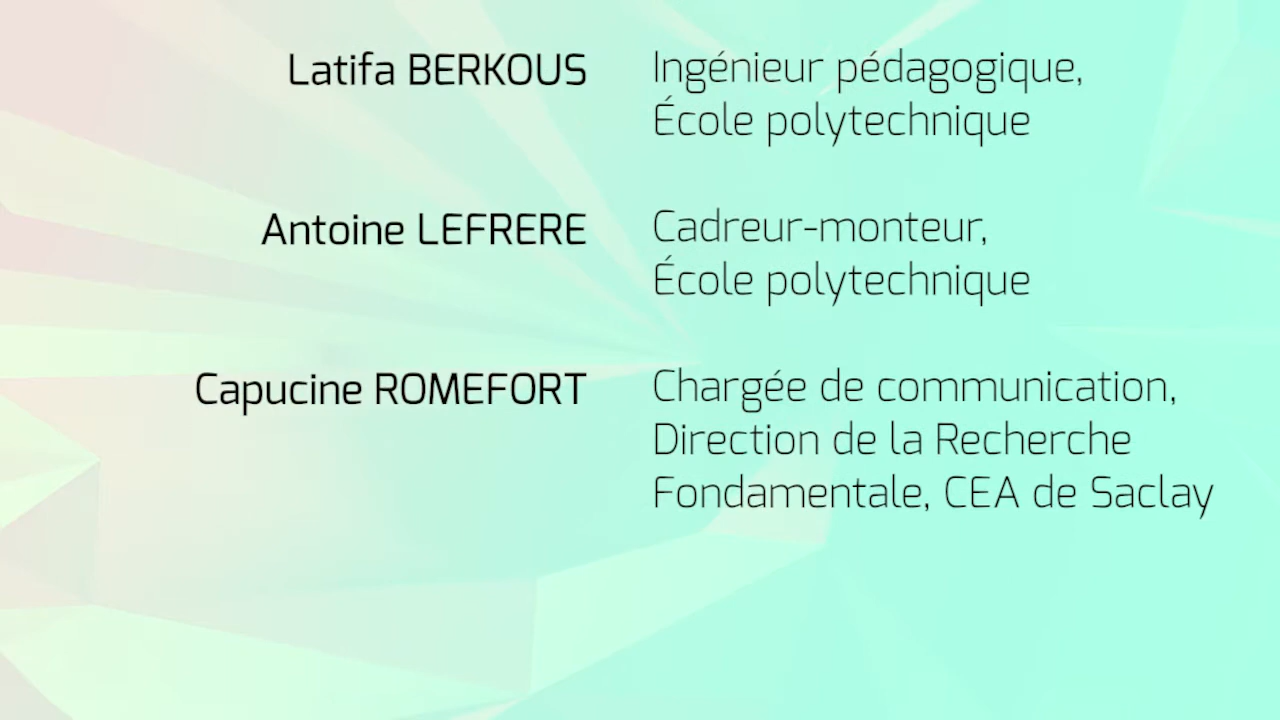 Latifa BERKOUS Ingénieur pédagogique,
École polytechnique
Antoine LEFRERE Cadreur-monteur,
École polytechnique
Capucine ROMEFORT Chargée de communication,
Direction de la Recherche
Fondamentale, CEA de Saclay